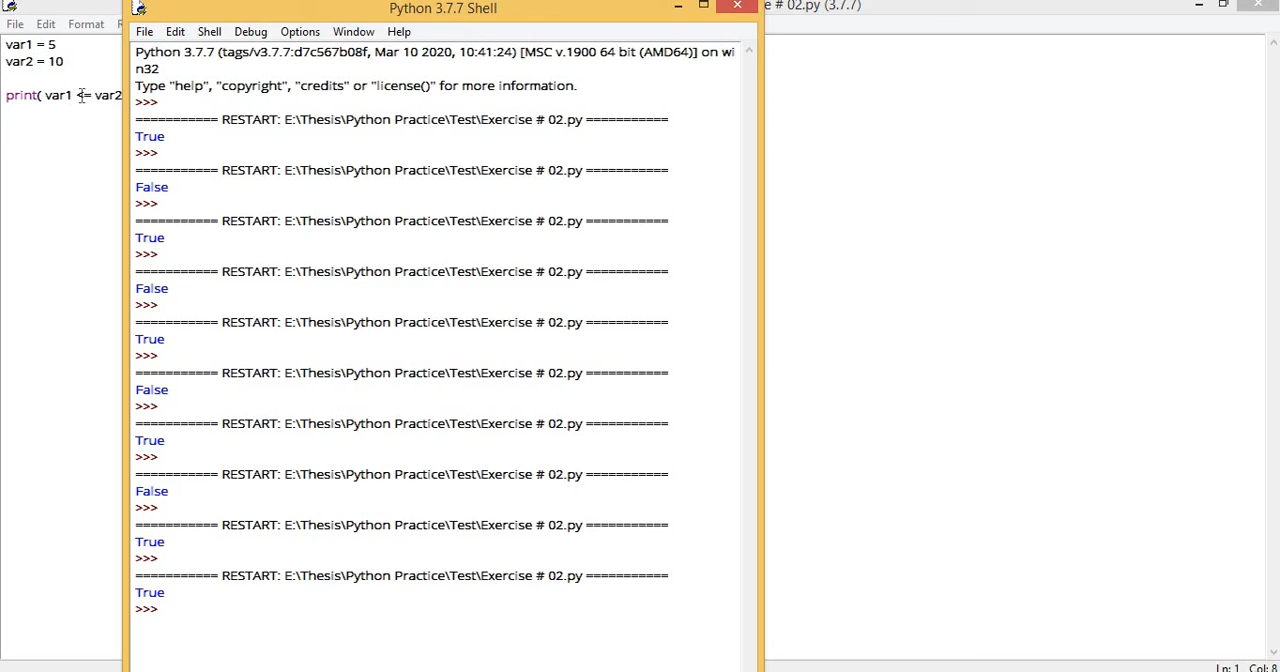 Python 3.7.7 Shell
e # 02.py (3.7.7)
File Edit Format
File Edit Shell Debug Options Window Help
var1 = 5
var2 = 10
print( var1 <= var2
Python 3.7.7 (tags/v3.7.7:d7c567b08f, Mar 10 2020, 10:41:24) [MSC v.1900 64 bit (AMD64)] on wi
n32
Type "help", "copyright", "credits" or "license()" for more information.
>>>
=========== RESTART: E:\Thesis\Python Practice\Test\Exercise # 02.py ===========
True
>>>
=========== RESTART: E:\Thesis\Python Practice\Test\Exercise # 02.py ===========
False
>>>
=========== RESTART: E:\Thesis\Python Practice\Test\Exercise # 02.py ===========
True
>>>
=========== RESTART: E:\Thesis\Python Practice\Test\Exercise # 02.py ===========
False
>>>
=========== RESTART: E:\Thesis\Python Practice\Test\Exercise # 02.py ===========
True
>>>
=========== RESTART: E:\Thesis\Python Practice\Test\Exercise # 02.py ===========
False
>>>
=========== RESTART: E:\Thesis\Python Practice\Test\Exercise # 02.py ===========
True
>>>
=========== RESTART: E:\Thesis\Python Practice\Test\Exercise # 02.py ===========
False
>>>
=========== RESTART: E:\Thesis\Python Practice\Test\Exercise # 02.py ===========
True
>>>
=========== RESTART: E:\Thesis\Python Practice\Test\Exercise # 02.py ===========
True
>>>
Ln: 1 Col: 8